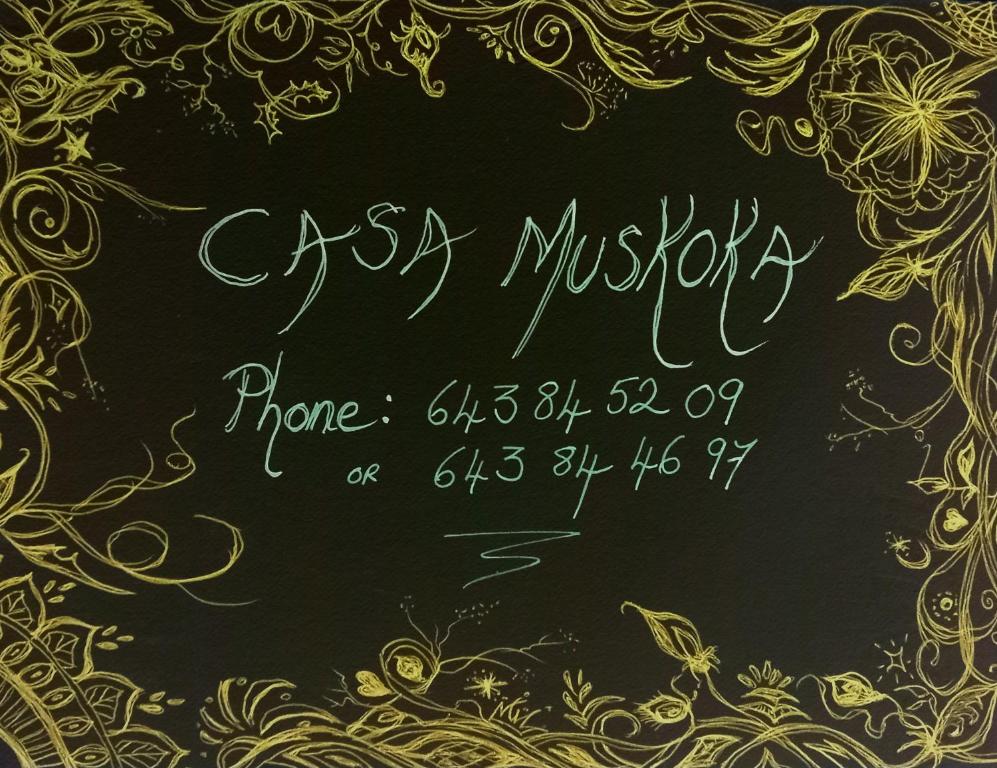 CASA MUSKOKA
Phone: 643 84 52 09
OR 643 84 46 97